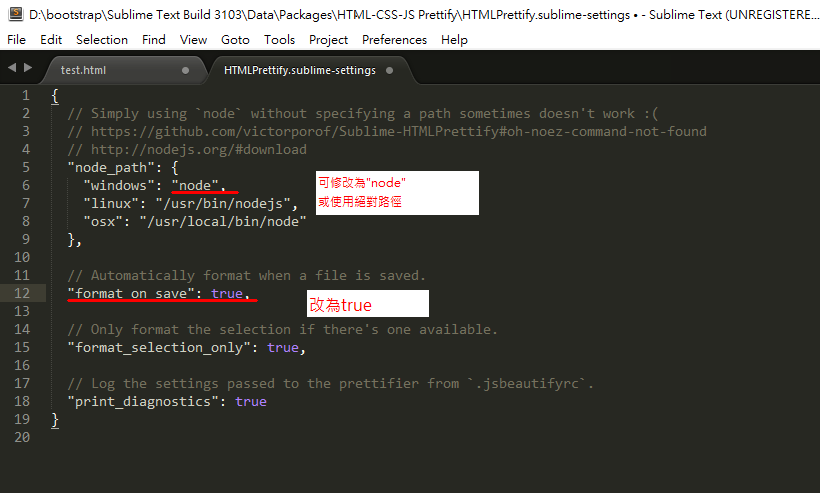 D:\bootstrap\Sublime Text Build 3103\Data\Packages\HTML-CSS-JS Prettify\HTMLPrettify.sublime-settings • - Sublime Text (UNREGISTERE...
File Edit Selection Find View Goto Tools Project Preferences Help
test.html HTMLPrettify.sublime-settings
1 {
2 // Simply using `node` without specifying a path sometimes doesn't work :(
3 // https://github.com/victorporof/Sublime-HTMLPrettify#oh-noez-command-not-found
4 // http://nodejs.org/#download
5 "node_path": {
6 "windows": "node", 可修改為"node"
7 "linux": "/usr/bin/nodejs", 或使用絕對路徑
8 "osx": "/usr/local/bin/node"
9 },
10
11 // Automatically format when a file is saved.
12 "format_on_save": true, 改為true
13
14 // Only format the selection if there's one available.
15 "format_selection_only": true,
16
17 // Log the settings passed to the prettifier from `.jsbeautifyrc`.
18 "print_diagnostics": true
19 }
20